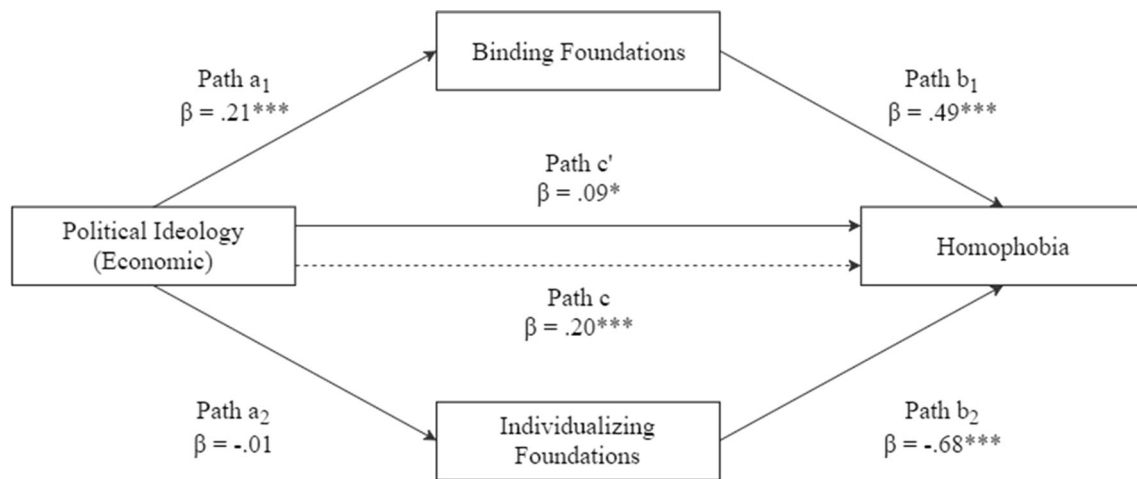 Binding Foundations
Path a₁
β = .21***
Path b₁
β = .49***
Path c'
β = .09*
Political Ideology
(Economic)
Homophobia
Path c
β = .20***
Path a₂
β = -.01
Individualizing
Foundations
Path b₂
β = -.68***